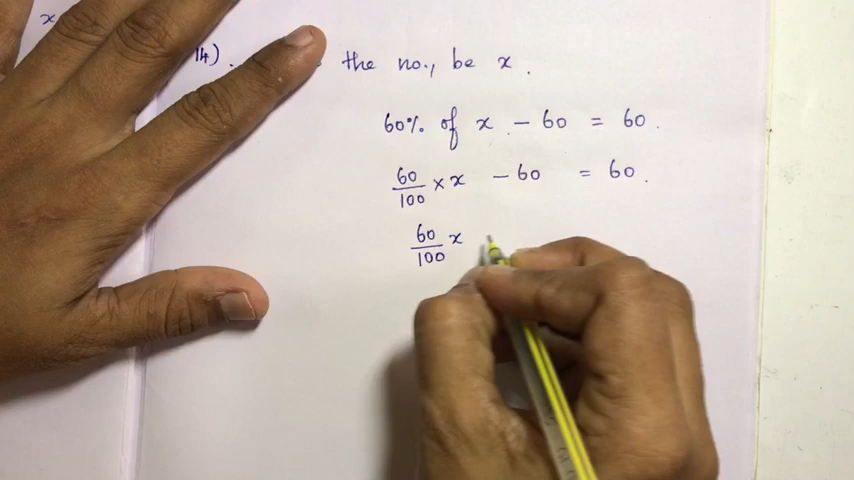 x
14).
the no., be x.
60% of x - 60 = 60.
60/100 × x - 60 = 60.
60/100 x